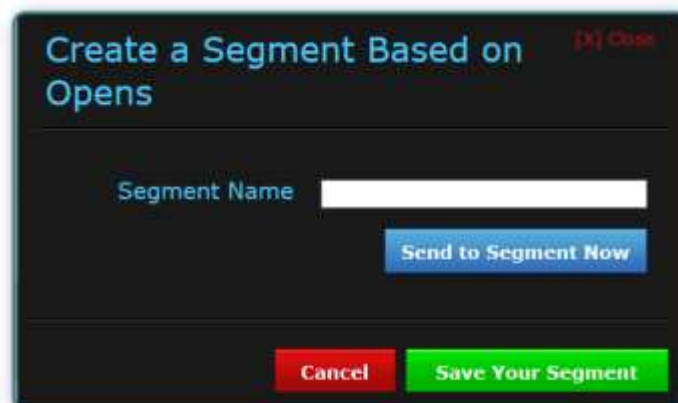 Create a Segment Based on
Opens
[X] Close
Segment Name
Send to Segment Now
Cancel
Save Your Segment